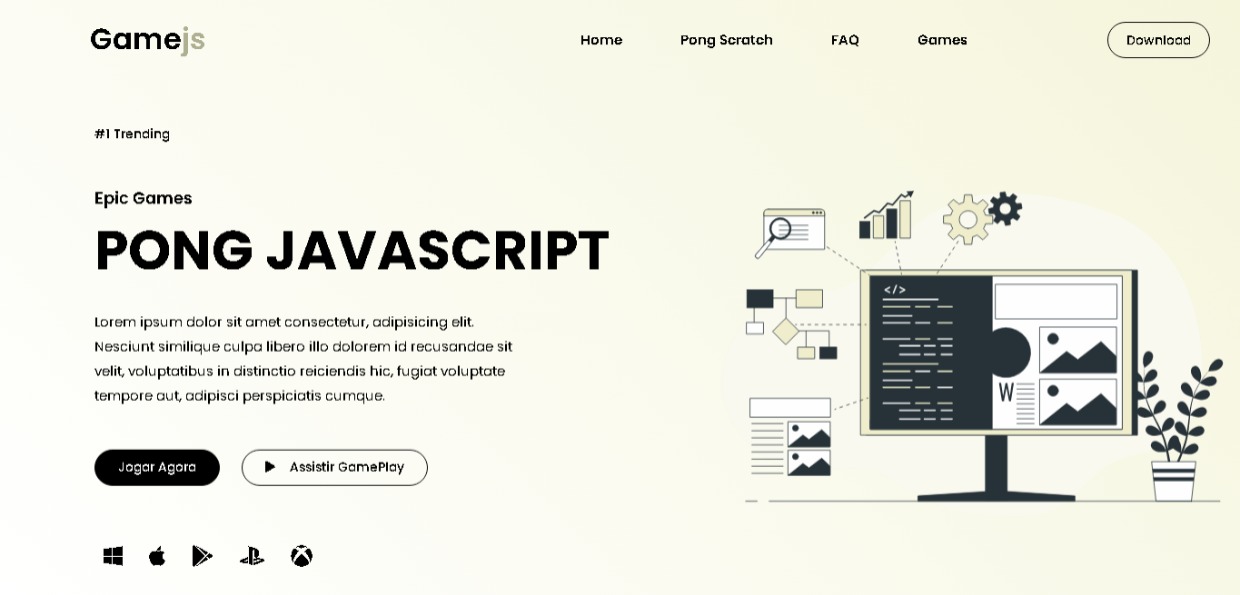 Gamejs
Home
Pong Scratch
FAQ
Games
Download
#1 Trending
Epic Games
PONG JAVASCRIPT
Lorem ipsum dolor sit amet consectetur, adipisicing elit.
Nesciunt similique culpa libero illo dolorem id recusandae sit
velit, voluptatibus in distinctio reiciendis hic, fugiat voluptate
tempore aut, adipisci perspiciatis cumque.
Jogar Agora
Assistir GamePlay
</>
W